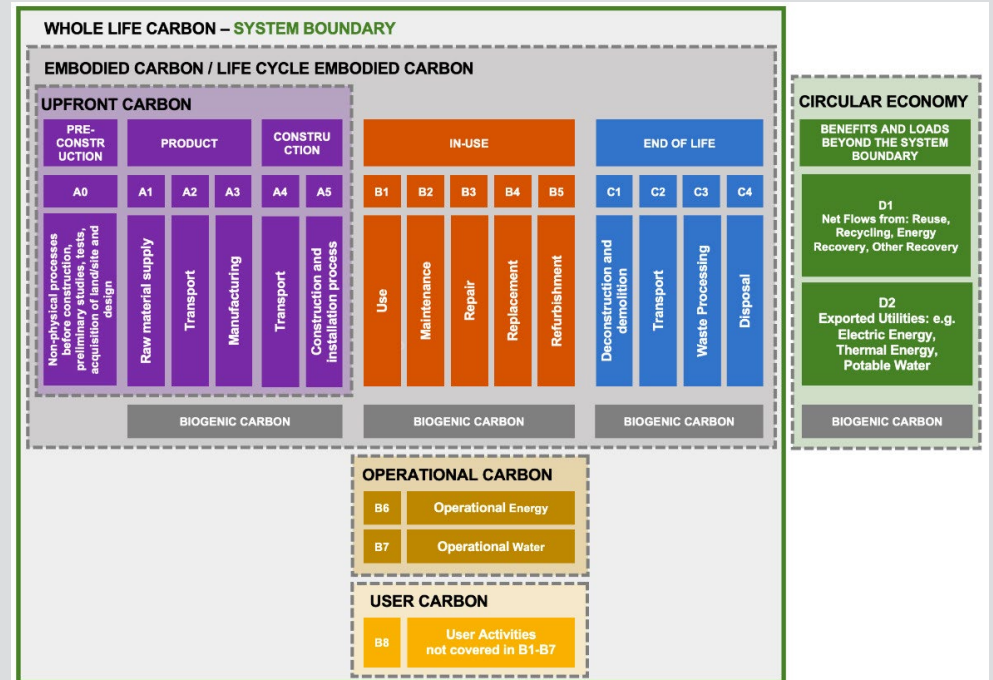 WHOLE LIFE CARBON – SYSTEM BOUNDARY
EMBODIED CARBON / LIFE CYCLE EMBODIED CARBON
UPFRONT CARBON
PRE-
CONSTR
UCTION
PRODUCT
CONSTRU
CTION
IN-USE
END OF LIFE
A0
A1
A2
A3
A4
A5
B1
B2
B3
B4
B5
C1
C2
C3
C4
Non-physical processes
before construction,
preliminary studies, tests,
acquisition of land/site and
design
Raw material supply
Transport
Manufacturing
Transport
Construction and
installation proces
Use
Maintenance
Repair
Replacement
Refurbishment
Deconstruction and
demolition
Transport
Waste Processing
Disposal
BIOGENIC CARBON
BIOGENIC CARBON
BIOGENIC CARBON
CIRCULAR ECONOMY
BENEFITS AND LOADS
BEYOND THE SYSTEM
BOUNDARY
D1
Net Flows from: Reuse,
Recycling, Energy
Recovery, Other Recovery
D2
Exported Utilities: e.g.
Electric Energy,
Thermal Energy,
Potable Water
BIOGENIC CARBON
OPERATIONAL CARBON
B6
Operational Energy
B7
Operational Water
USER CARBON
B8
User Activities
not covered in B1-B7